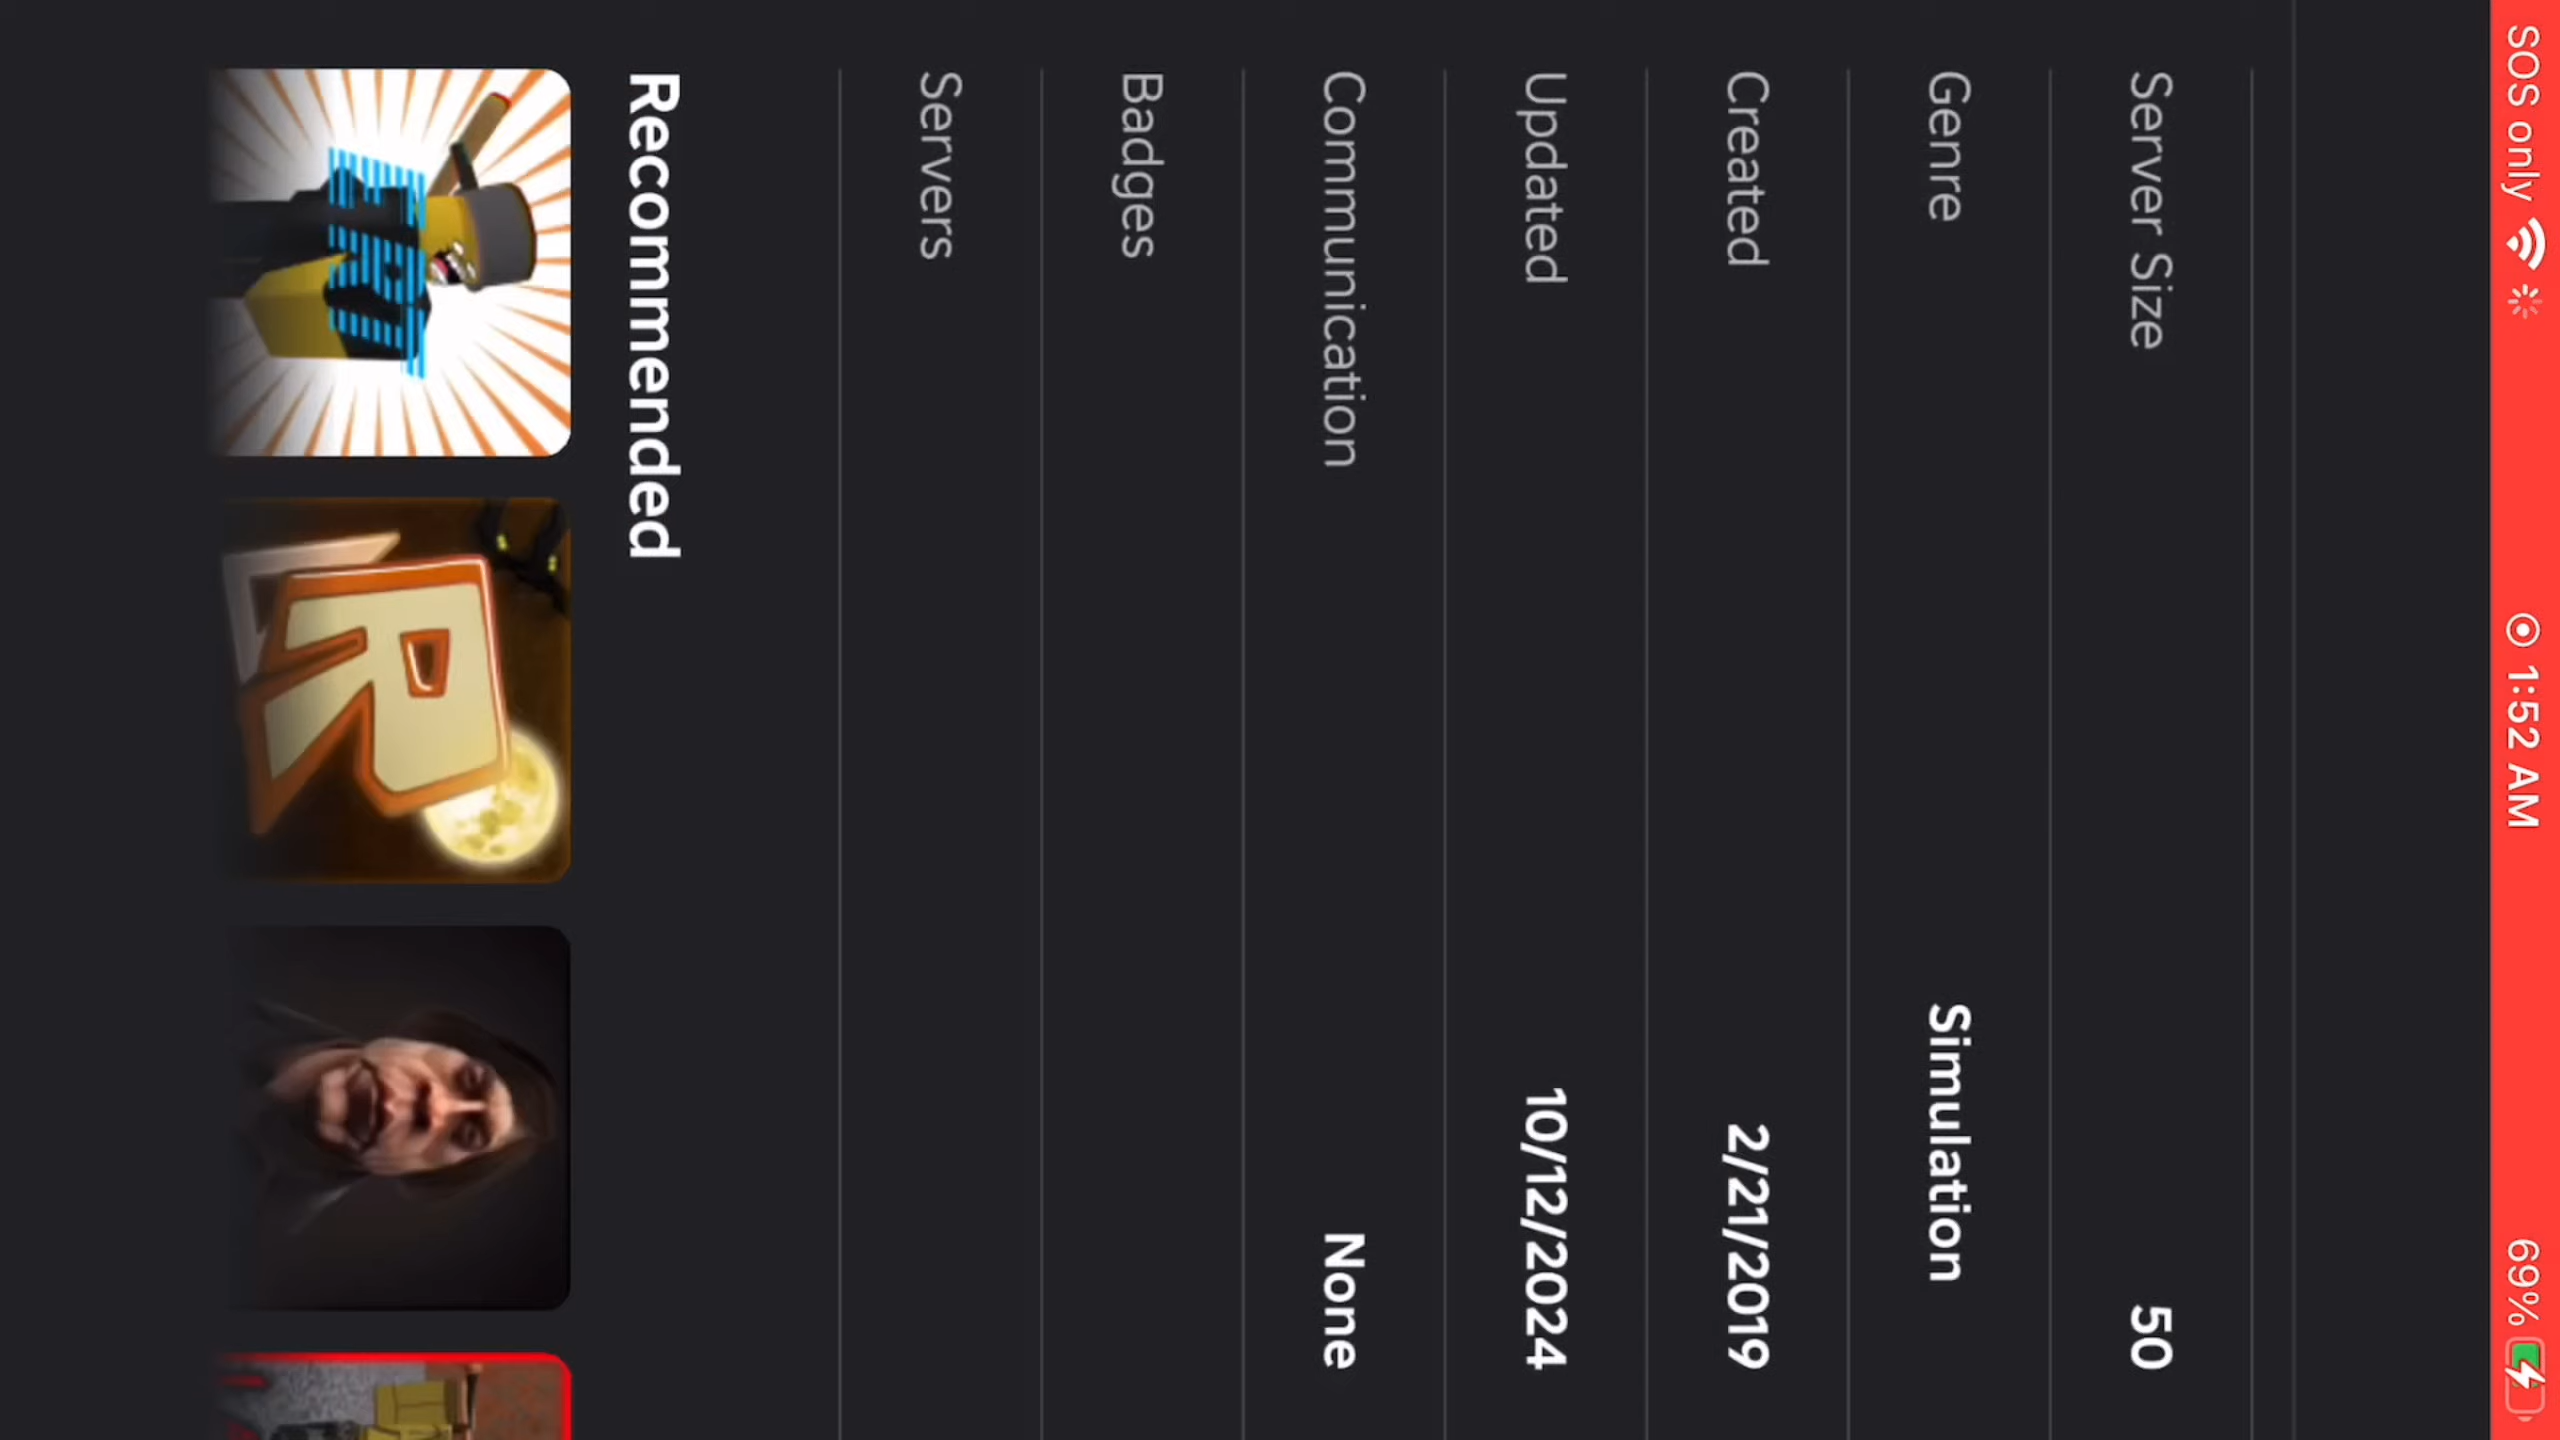 SOS only 1:52 AM 69%
Server Size 50
Genre Simulation
Created 2/21/2019
Updated 10/12/2024
Communication None
Badges
Servers
Recommended
R